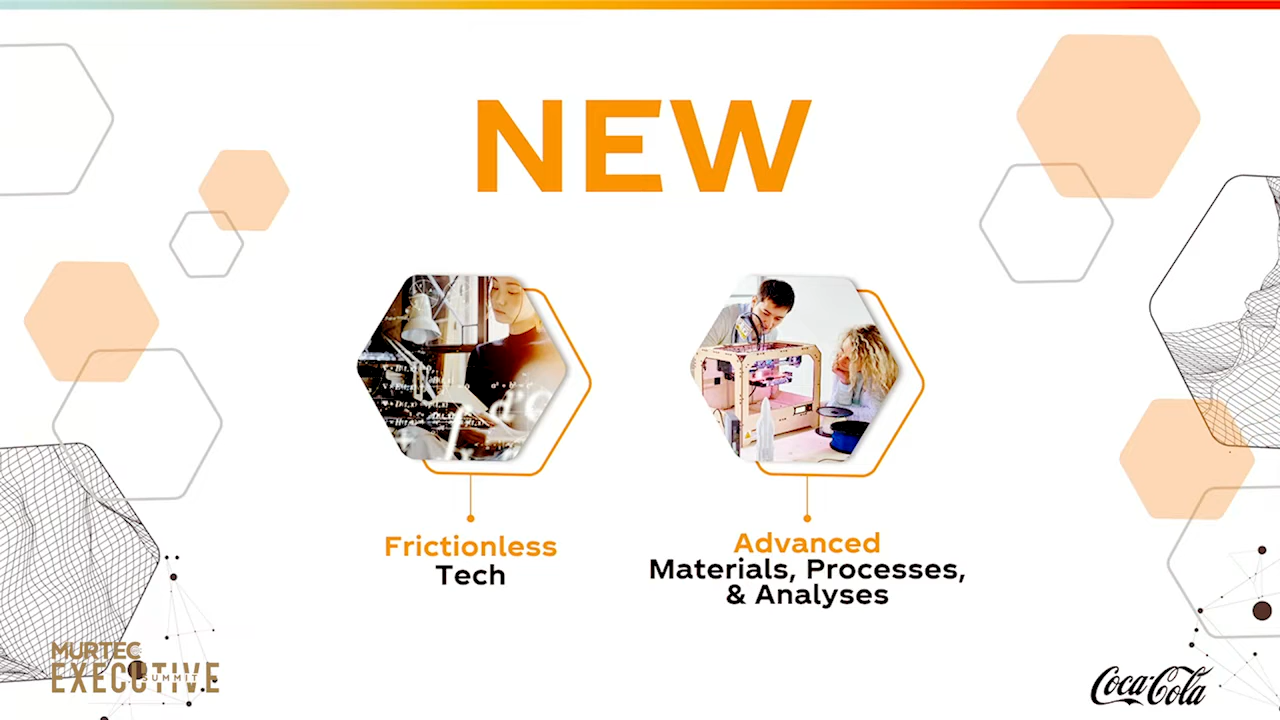 NEW
Frictionless
Tech
Advanced
Materials, Processes,
& Analyses
MURTEC
EXECUTIVE
SUMMIT
Coca-Cola